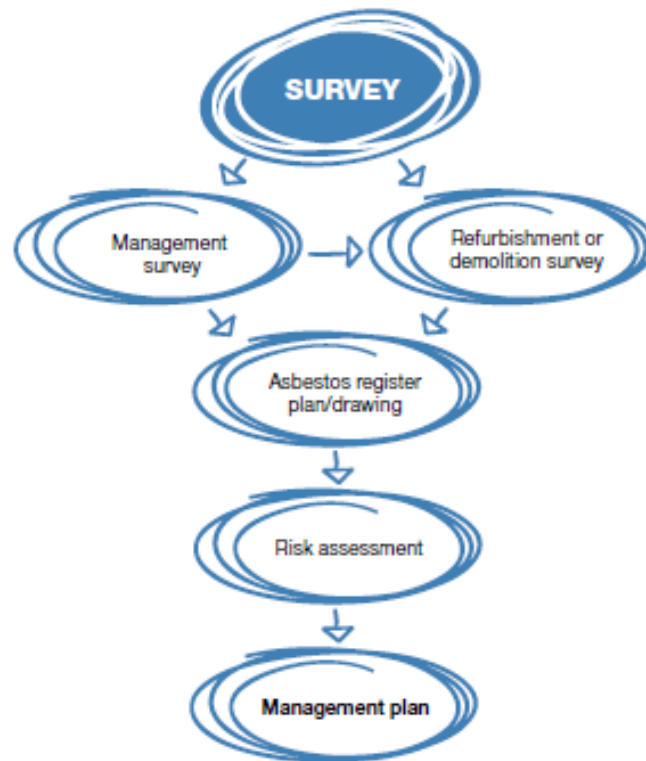 SURVEY
Management
survey
Refurbishment or
demolition survey
Asbestos register
plan/drawing
Risk assessment
Management plan